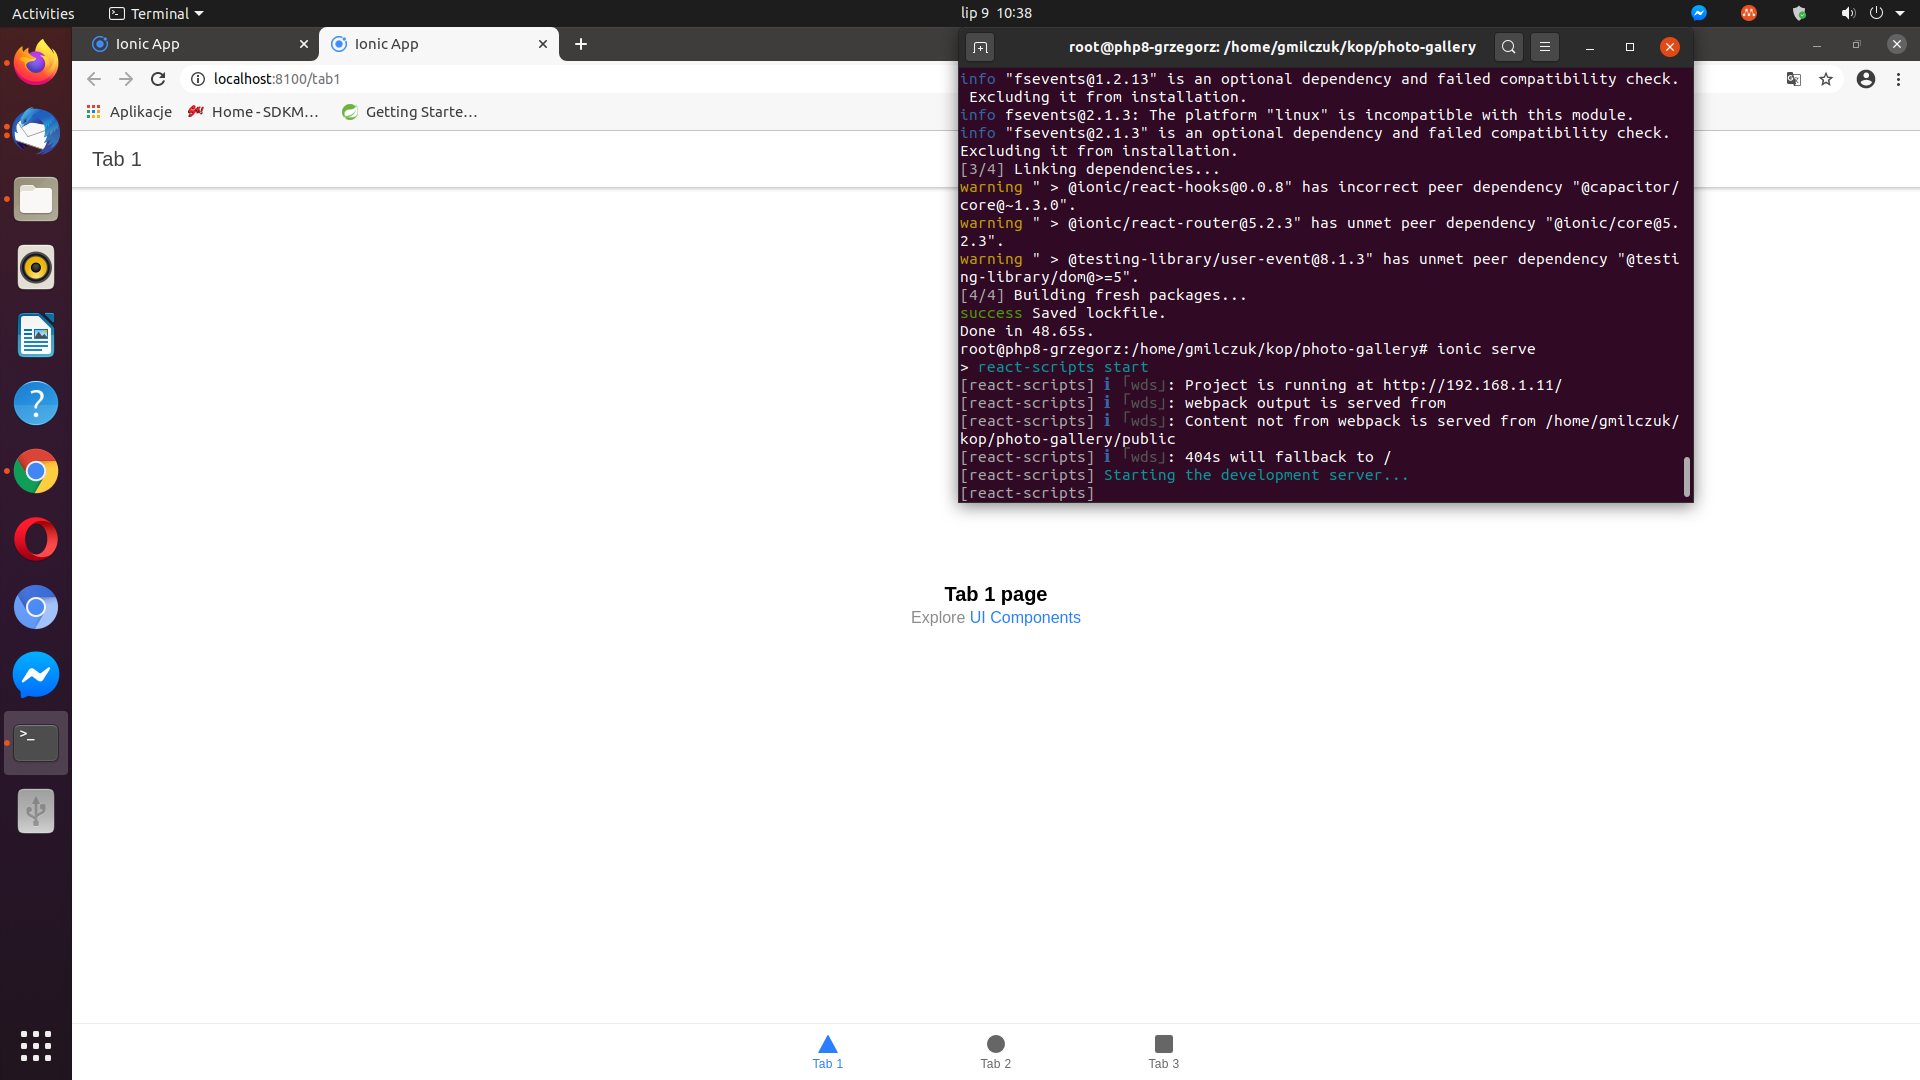 Activities
Terminal
lip 9 10:38
Ionic App
Ionic App
root@php8-grzegorz: /home/gmilczuk/kop/photo-gallery
localhost:8100/tab1
Aplikacje
Home - SDKM...
Getting Starte...
Tab 1
info "fsevents@1.2.13" is an optional dependency and failed compatibility check.
Excluding it from installation.
info fsevents@2.1.3: The platform "linux" is incompatible with this module.
info "fsevents@2.1.3" is an optional dependency and failed compatibility check.
Excluding it from installation.
[3/4] Linking dependencies...
warning " > @ionic/react-hooks@0.0.8" has incorrect peer dependency "@capacitor/
core@~1.3.0".
warning " > @ionic/react-router@5.2.3" has unmet peer dependency "@ionic/core@5.
2.3".
warning " > @testing-library/user-event@8.1.3" has unmet peer dependency "@testi
ng-library/dom@>=5".
[4/4] Building fresh packages...
success Saved lockfile.
Done in 48.65s.
root@php8-grzegorz:/home/gmilczuk/kop/photo-gallery# ionic serve
> react-scripts start
[react-scripts] ℹ ｢wds｣: Project is running at http://192.168.1.11/
[react-scripts] ℹ ｢wds｣: webpack output is served from
[react-scripts] ℹ ｢wds｣: Content not from webpack is served from /home/gmilczuk/
kop/photo-gallery/public
[react-scripts] ℹ ｢wds｣: 404s will fallback to /
[react-scripts] Starting the development server...
[react-scripts]
Tab 1 page
Explore UI Components
Tab 1
Tab 2
Tab 3